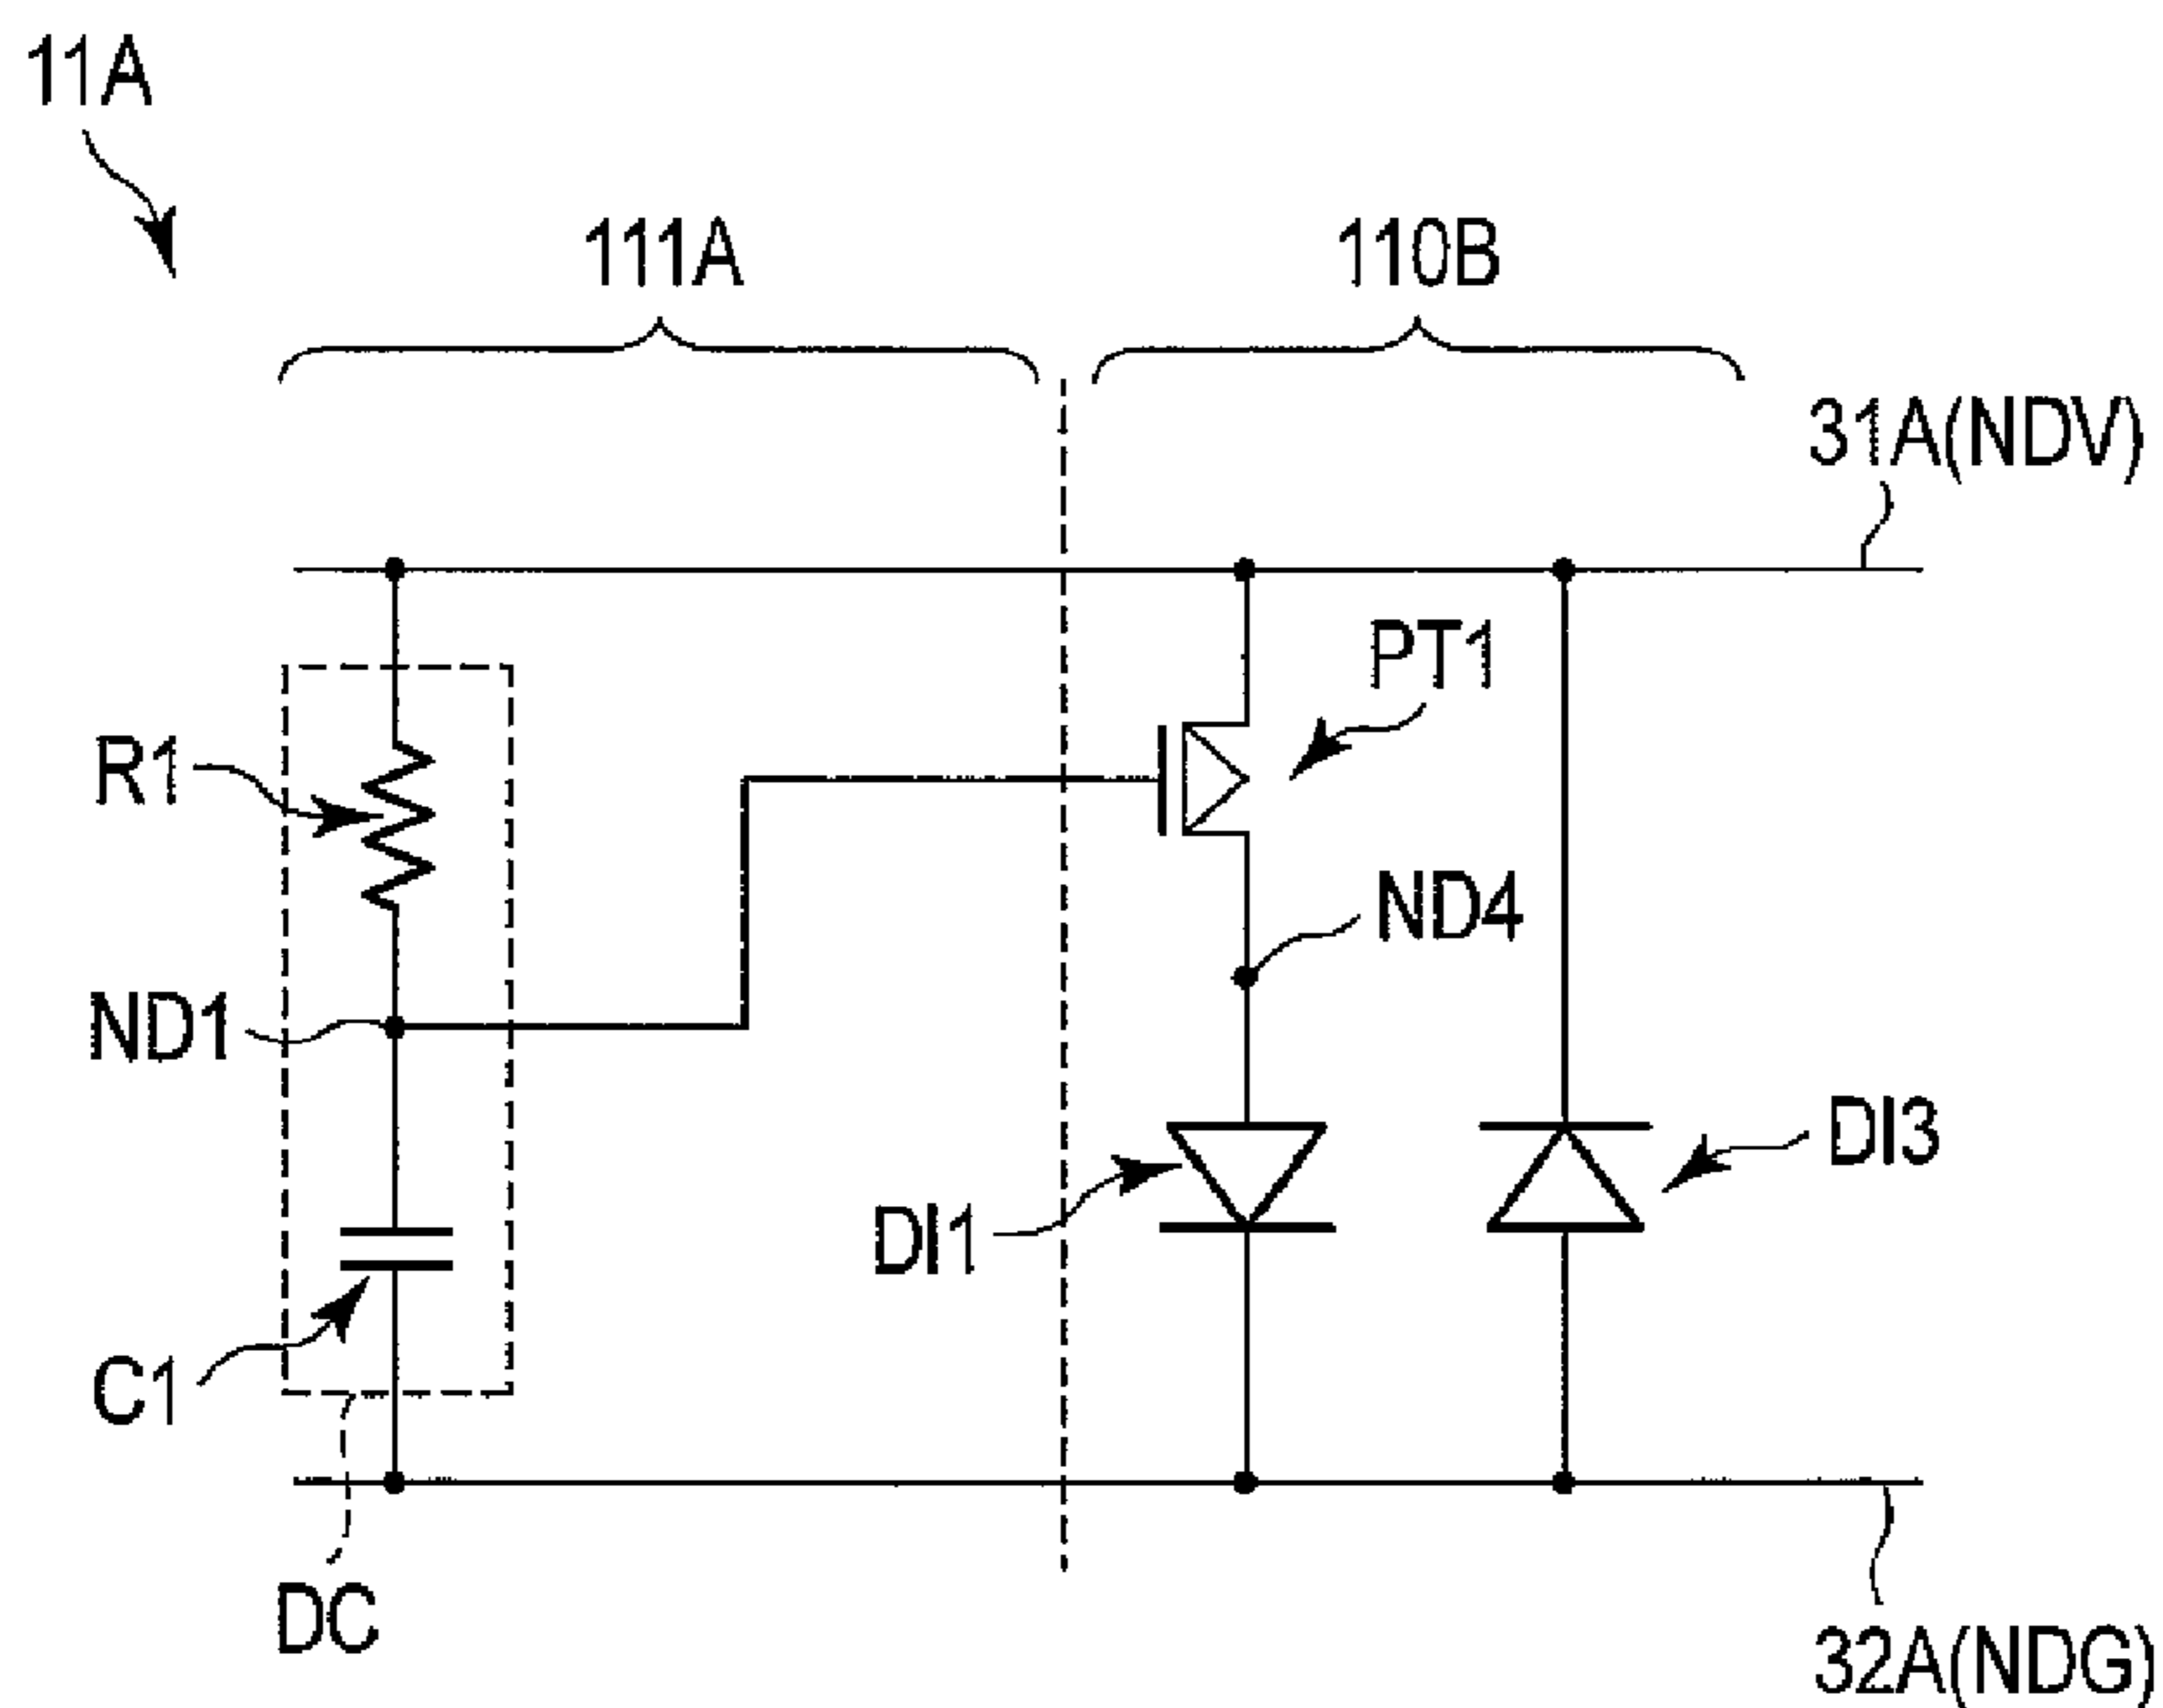 11A
111A
110B
31A(NDV)
PT1
R1
ND4
ND1
DI3
DI1
C1
DC
32A(NDG)